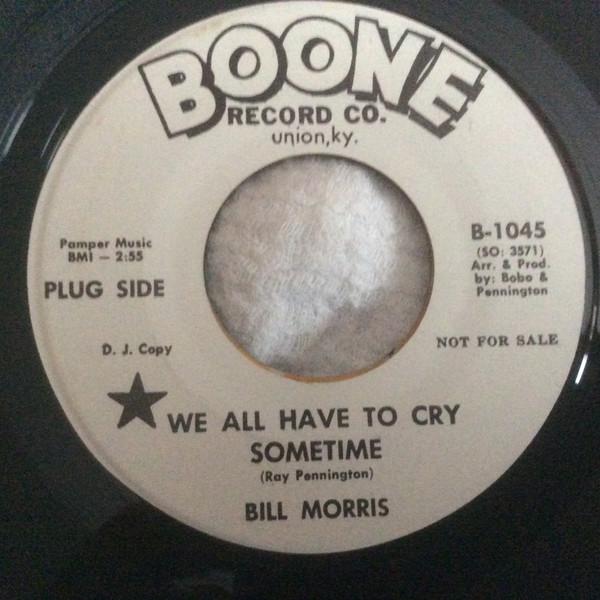 BOONE
RECORD CO.
union,ky.
Pamper Music
BMI — 2:55
PLUG SIDE
D. J. Copy
B-1045
(SO: 3571)
Arr. & Prod.
by: Bobo &
Pennington
NOT FOR SALE
WE ALL HAVE TO CRY
SOMETIME
(Ray Pennington)
BILL MORRIS